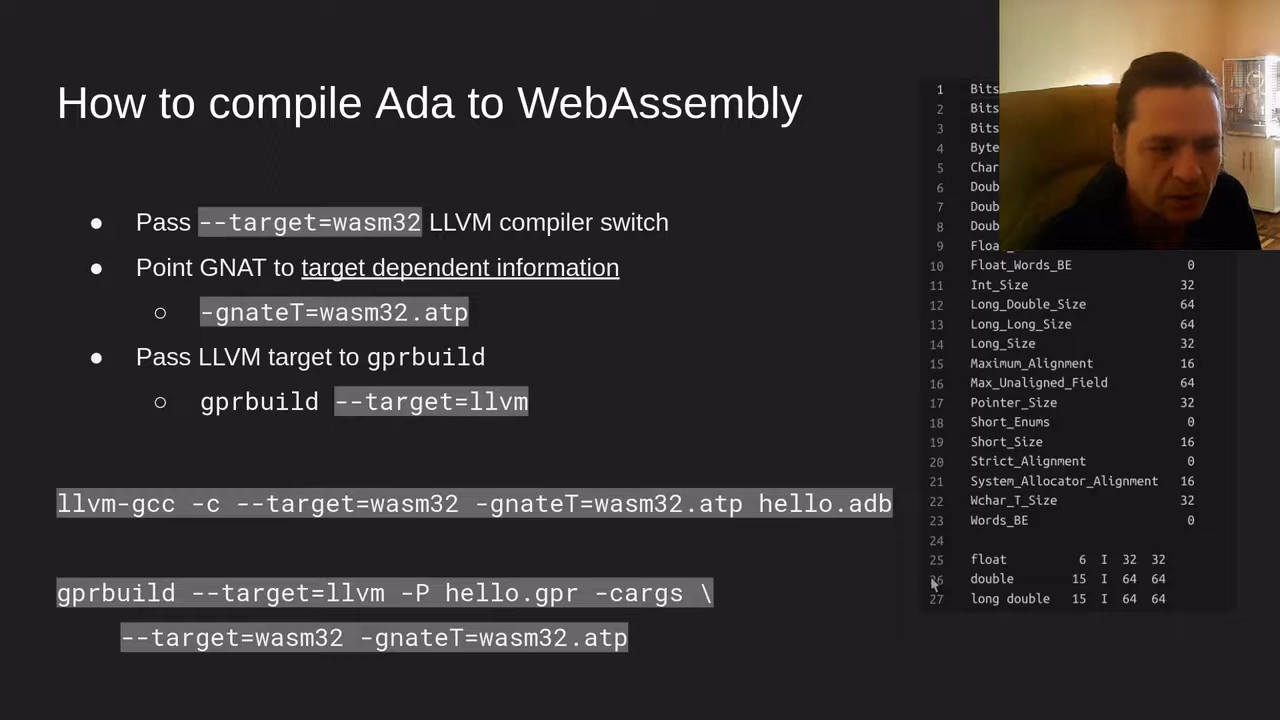 How to compile Ada to WebAssembly
● Pass --target=wasm32 LLVM compiler switch
● Point GNAT to target dependent information
○ -gnateT=wasm32.atp
● Pass LLVM target to gprbuild
○ gprbuild --target=llvm
llvm-gcc -c --target=wasm32 -gnateT=wasm32.atp hello.adb
gprbuild --target=llvm -P hello.gpr -cargs \
--target=wasm32 -gnateT=wasm32.atp
1 Bits
2 Bits
3 Bits
4 Byte
5 Char
6 Doub
7 Doub
8 Doub
9 Float
10 Float_Words_BE 0
11 Int_Size 32
12 Long_Double_Size 64
13 Long_Long_Size 64
14 Long_Size 32
15 Maximum_Alignment 16
16 Max_Unaligned_Field 64
17 Pointer_Size 32
18 Short_Enums 0
19 Short_Size 16
20 Strict_Alignment 0
21 System_Allocator_Alignment 16
22 Wchar_T_Size 32
23 Words_BE 0
24
25 float 6 I 32 32
26 double 15 I 64 64
27 long double 15 I 64 64